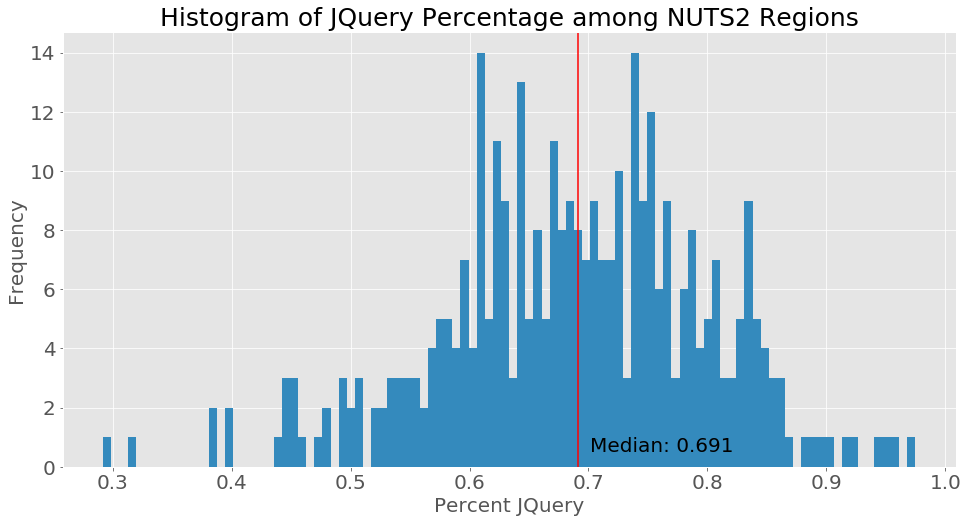 Histogram of JQuery Percentage among NUTS2 Regions
14
12
10
8
6
4
2
0
Frequency
Median: 0.691
0.3 0.4 0.5 0.6 0.7 0.8 0.9 1.0
Percent JQuery